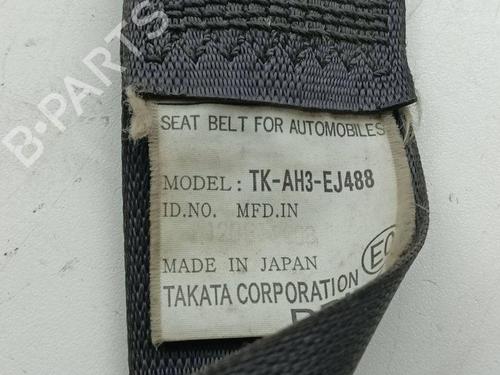 B-PARTS
SEAT BELT FOR AUTOMOBILES
MODEL: TK-AH3-EJ488
ID.NO. MFD.IN
MADE IN JAPAN
TAKATA CORPORATION